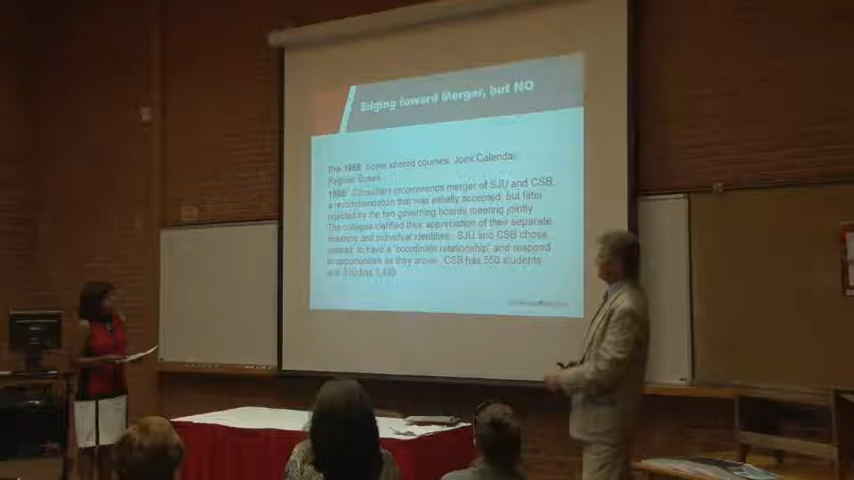 Edging toward Merger, but NO
Pre-1968: Some shared courses, Joint Calendar
Regular Buses
1968: Consultant recommends merger of SJU and CSB,
a recommendation that was initially accepted, but later
rejected by the two governing boards meeting jointly
The colleges clarified their appreciation of their separate
missions and individual identities. SJU and CSB chose
instead, to have a "coordinate relationship" and respond
to opportunities as they arose. CSB has 550 students
and SJU has